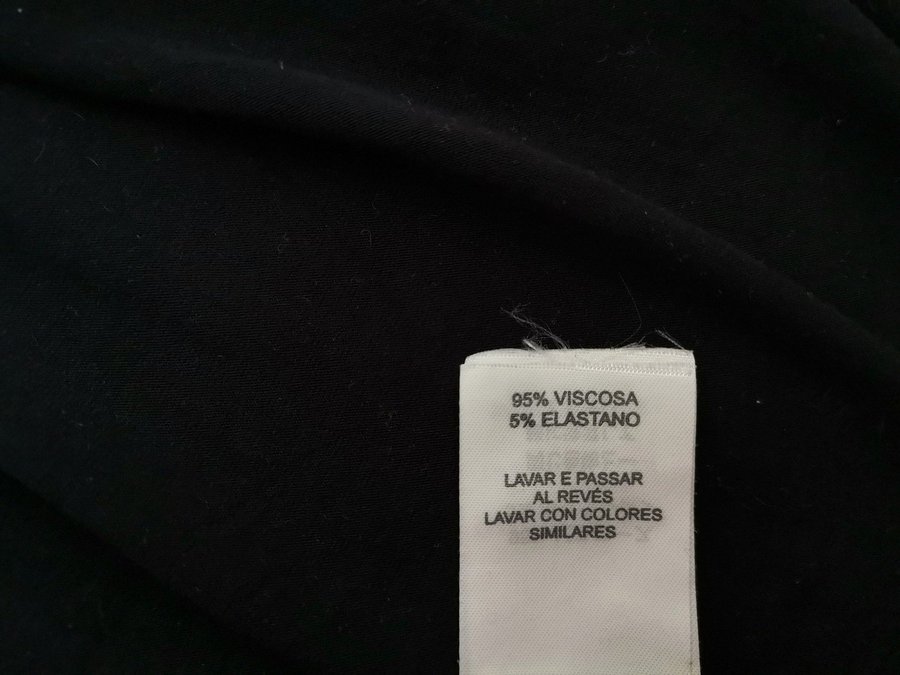 95% VISCOSA
5% ELASTANO
LAVAR E PASSAR
AL REVÉS
LAVAR CON COLORES
SIMILARES